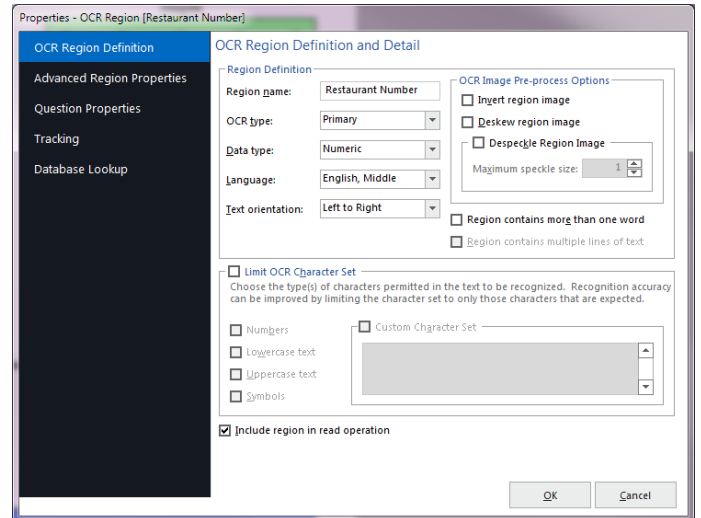 Properties - OCR Region [Restaurant Number]
OCR Region Definition
Advanced Region Properties
Question Properties
Tracking
Database Lookup
OCR Region Definition and Detail
Region Definition
Region name: Restaurant Number
OCR type: Primary
Data type: Numeric
Language: English, Middle
Text orientation: Left to Right
OCR Image Pre-process Options
Invert region image
Deskew region image
Despeckle Region Image
Maximum speckle size: 1
Region contains more than one word
Region contains multiple lines of text
Limit OCR Character Set
Choose the type(s) of characters permitted in the text to be recognized. Recognition accuracy
can be improved by limiting the character set to only those characters that are expected.
Numbers
Lowercase text
Uppercase text
Symbols
Custom Character Set
Include region in read operation
OK
Cancel